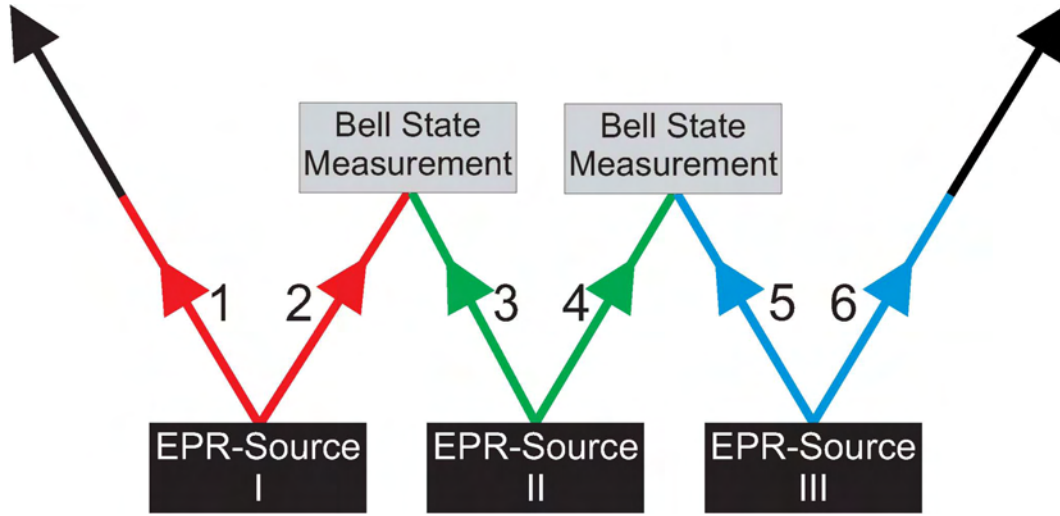 Bell State
Measurement
Bell State
Measurement
1
2
3
4
5
6
EPR-Source
I
EPR-Source
II
EPR-Source
III